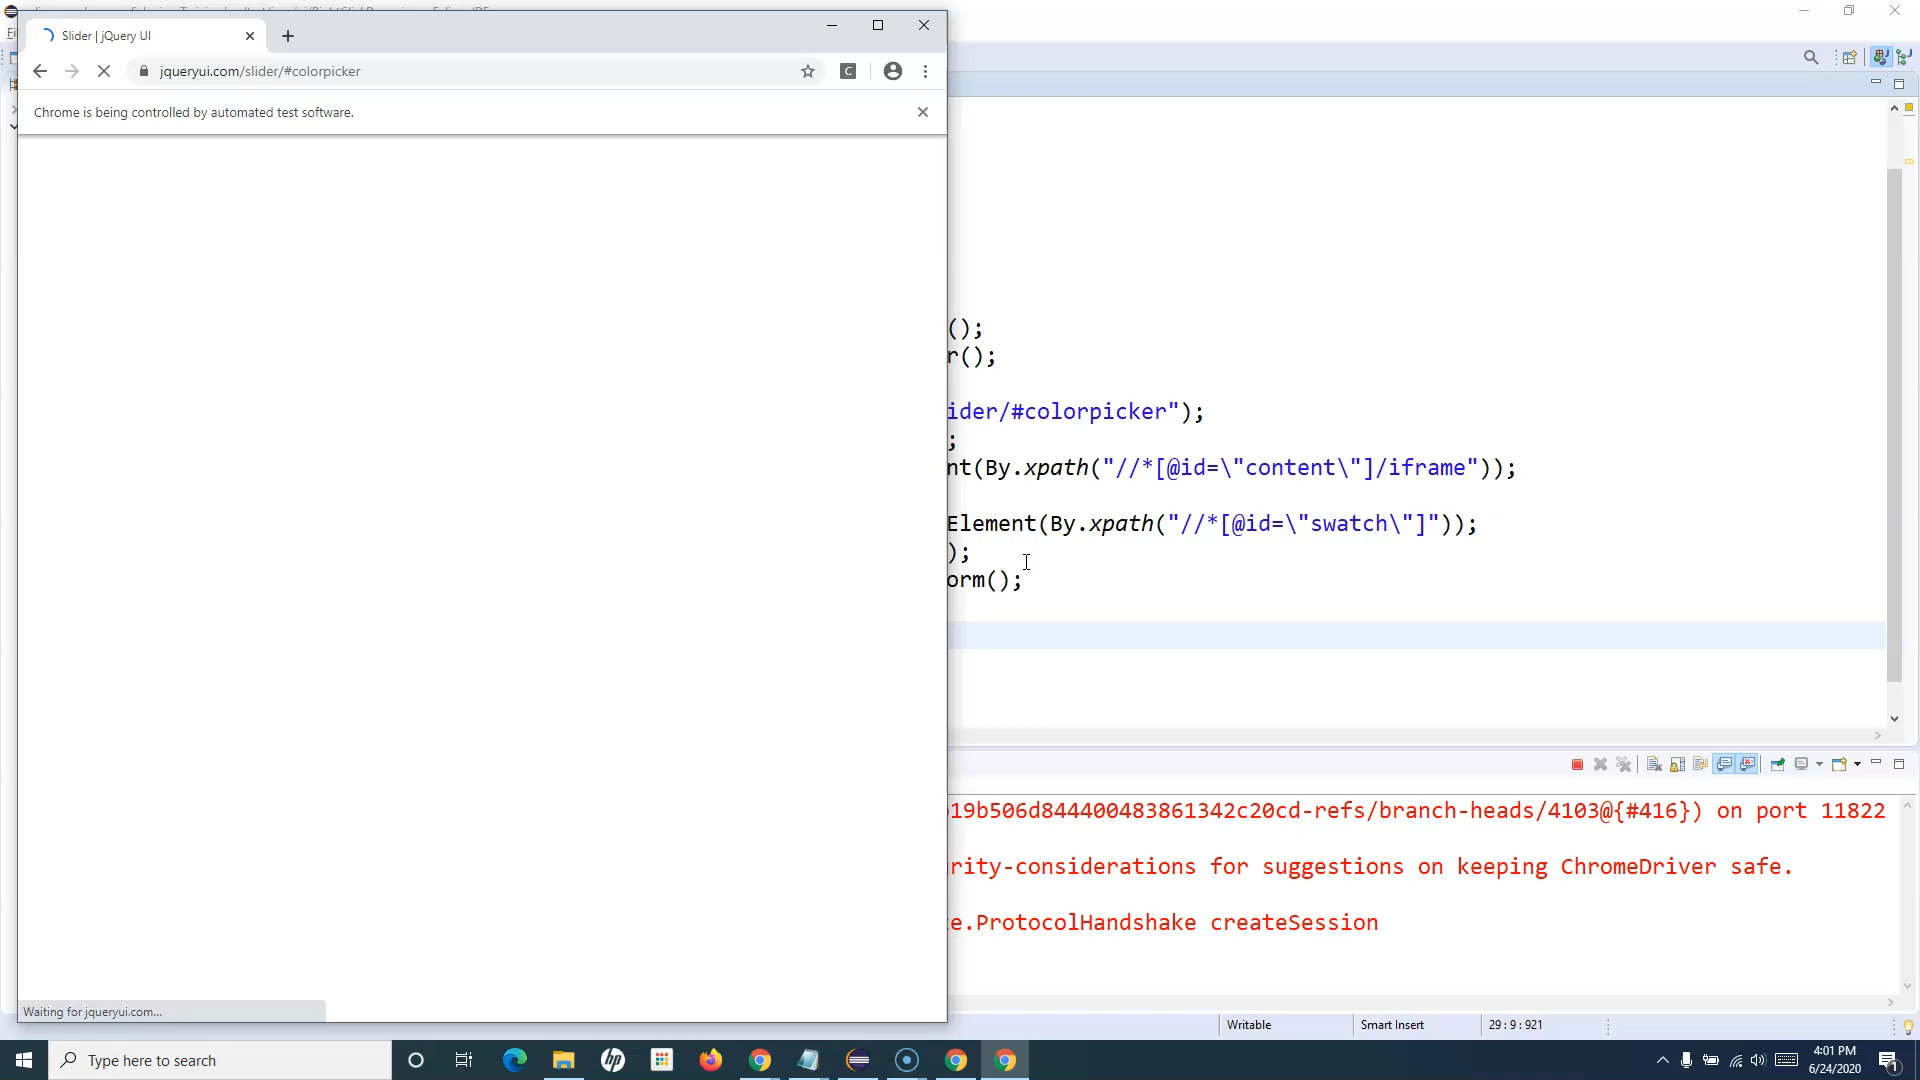 Slider | jQuery UI
jqueryui.com/slider/#colorpicker
Chrome is being controlled by automated test software.
();
r();
ider/#colorpicker");
;
nt(By.xpath("//*[@id=\"content\"]/iframe"));
Element(By.xpath("//*[@id=\"swatch\"]"));
);
orm();
19b506d844400483861342c20cd-refs/branch-heads/4103@{#416}) on port 11822
rity-considerations for suggestions on keeping ChromeDriver safe.
e.ProtocolHandshake createSession
Waiting for jqueryui.com...
Writable
Smart Insert
29 : 9 : 921
Type here to search
4:01 PM
6/24/2020